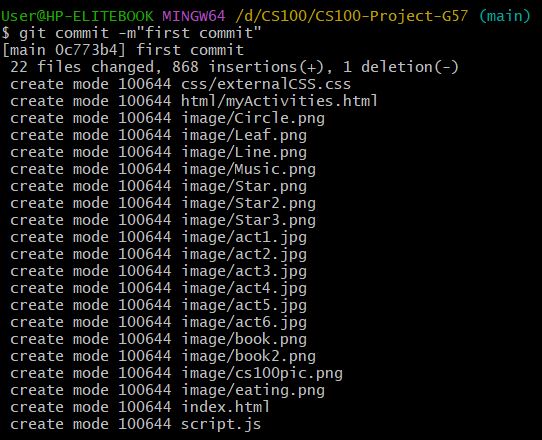 User@HP-ELITEBOOK MINGW64 /d/CS100/CS100-Project-G57 (main)
$ git commit -m"first commit"
[main 0c773b4] first commit
 22 files changed, 868 insertions(+), 1 deletion(-)
 create mode 100644 css/externalCSS.css
 create mode 100644 html/myActivities.html
 create mode 100644 image/Circle.png
 create mode 100644 image/Leaf.png
 create mode 100644 image/Line.png
 create mode 100644 image/Music.png
 create mode 100644 image/Star.png
 create mode 100644 image/Star2.png
 create mode 100644 image/Star3.png
 create mode 100644 image/act1.jpg
 create mode 100644 image/act2.jpg
 create mode 100644 image/act3.jpg
 create mode 100644 image/act4.jpg
 create mode 100644 image/act5.jpg
 create mode 100644 image/act6.jpg
 create mode 100644 image/book.png
 create mode 100644 image/book2.png
 create mode 100644 image/cs100pic.png
 create mode 100644 image/eating.png
 create mode 100644 index.html
 create mode 100644 script.js